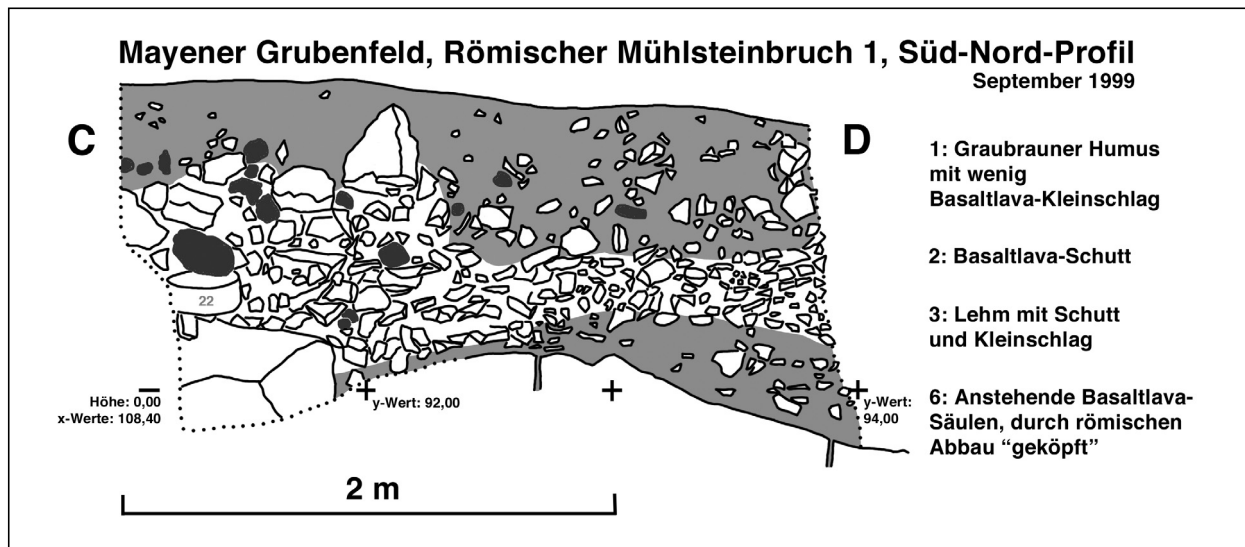 Mayener Grubenfeld, Römischer Mühlsteinbruch 1, Süd-Nord-Profil
September 1999
C
D
1: Graubrauner Humus
mit wenig
Basaltlava-Kleinschlag
2: Basaltlava-Schutt
3: Lehm mit Schutt
und Kleinschlag
6: Anstehende Basaltlava-
Säulen, durch römischen
Abbau “geköpft”
22
Höhe: 0,00
x-Werte: 108,40
y-Wert: 92,00
y-Wert:
94,00
2 m